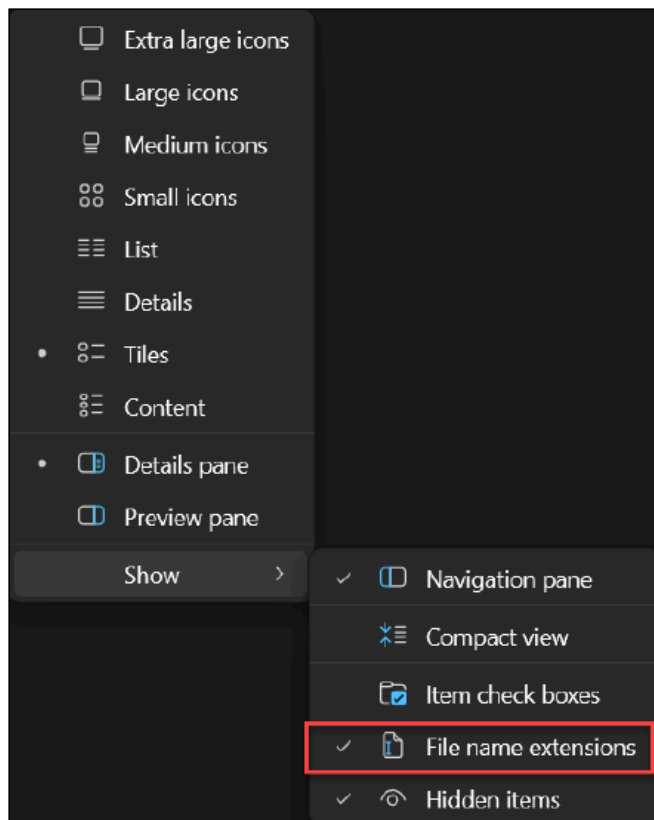 Extra large icons
Large icons
Medium icons
Small icons
List
Details
Tiles
Content
Details pane
Preview pane
Show
Navigation pane
Compact view
Item check boxes
File name extensions
Hidden items